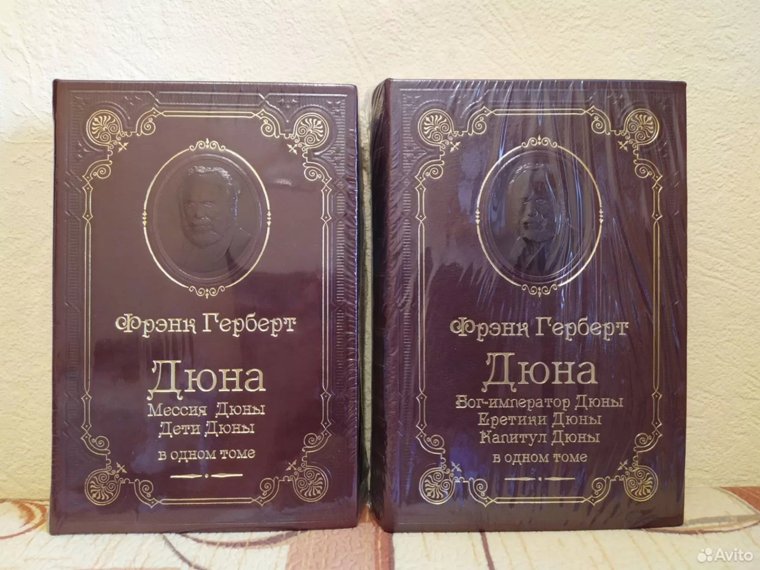 Фрэнк Герберт
Дюна
Мессия Дюны
Дети Дюны
в одном томе
Фрэнк Герберт
Дюна
Бог-император Дюны
Еретики Дюны
Капитул Дюны
в одном томе
Avito